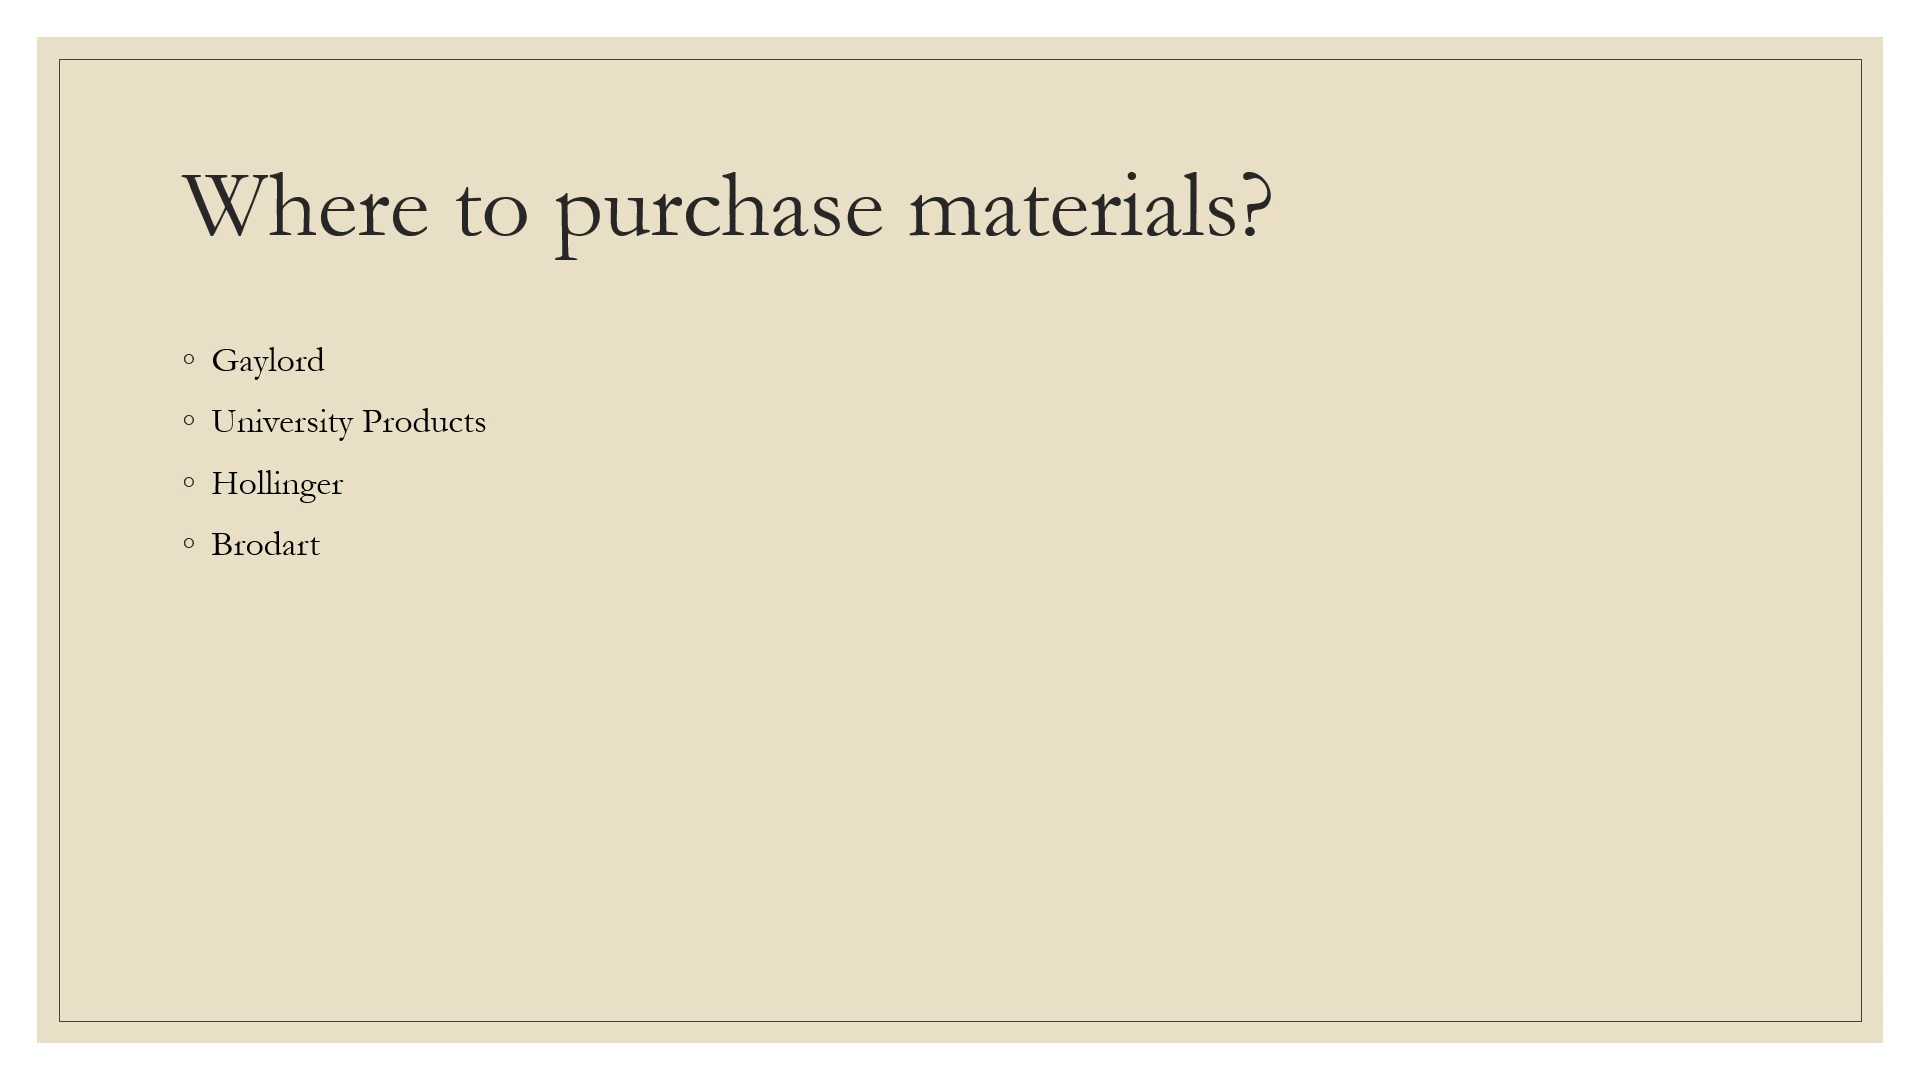 Where to purchase materials?
◦ Gaylord
◦ University Products
◦ Hollinger
◦ Brodart